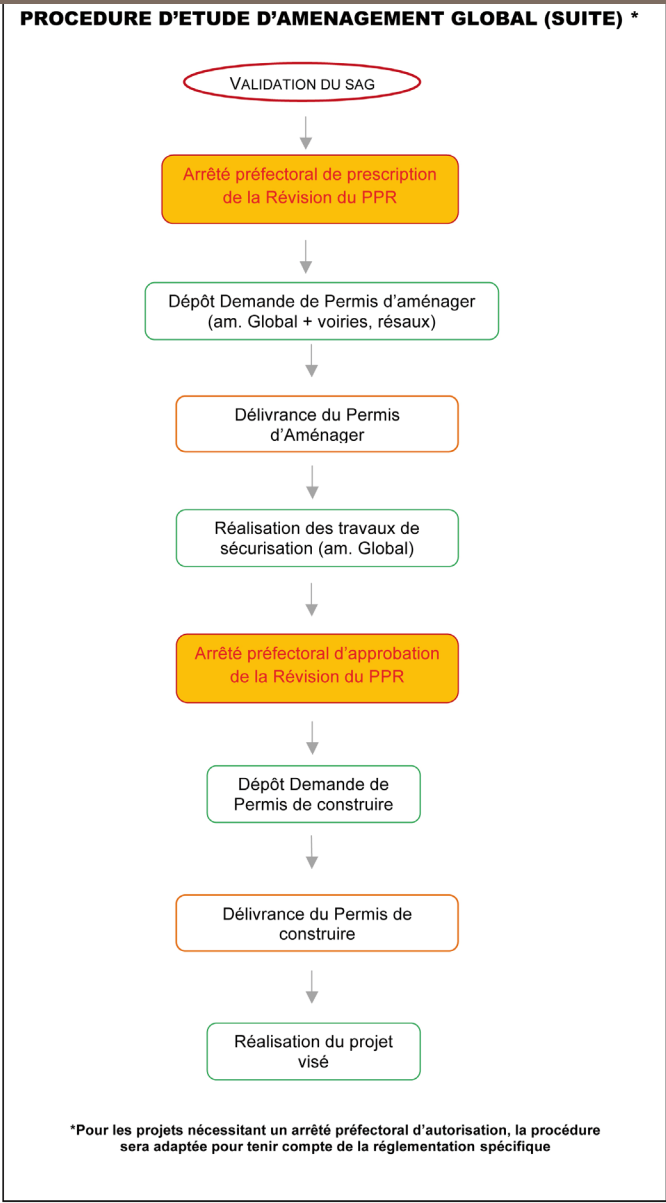 PROCEDURE D’ETUDE D’AMENAGEMENT GLOBAL (SUITE) *
VALIDATION DU SAG
Arrêté préfectoral de prescription
de la Révision du PPR
Dépôt Demande de Permis d’aménager
(am. Global + voiries, résaux)
Délivrance du Permis
d’Aménager
Réalisation des travaux de
sécurisation (am. Global)
Arrêté préfectoral d’approbation
de la Révision du PPR
Dépôt Demande de
Permis de construire
Délivrance du Permis de
construire
Réalisation du projet
visé
*Pour les projets nécessitant un arrêté préfectoral d’autorisation, la procédure
sera adaptée pour tenir compte de la réglementation spécifique